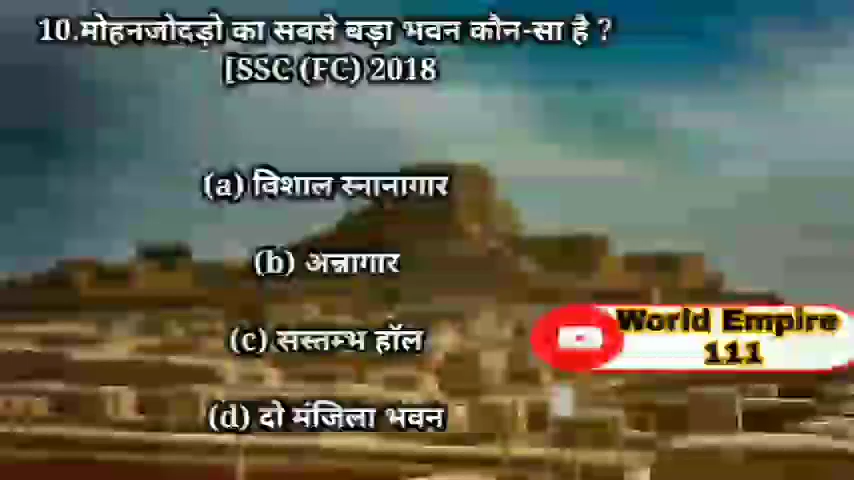 10.मोहनजोदड़ो का सबसे बड़ा भवन कौन-सा है ?
[SSC (FC) 2018
(a) विशाल स्नानागार
(b) अन्नागार
(c) सस्तम्भ हॉल
(d) दो मंजिला भवन
World Empire
111